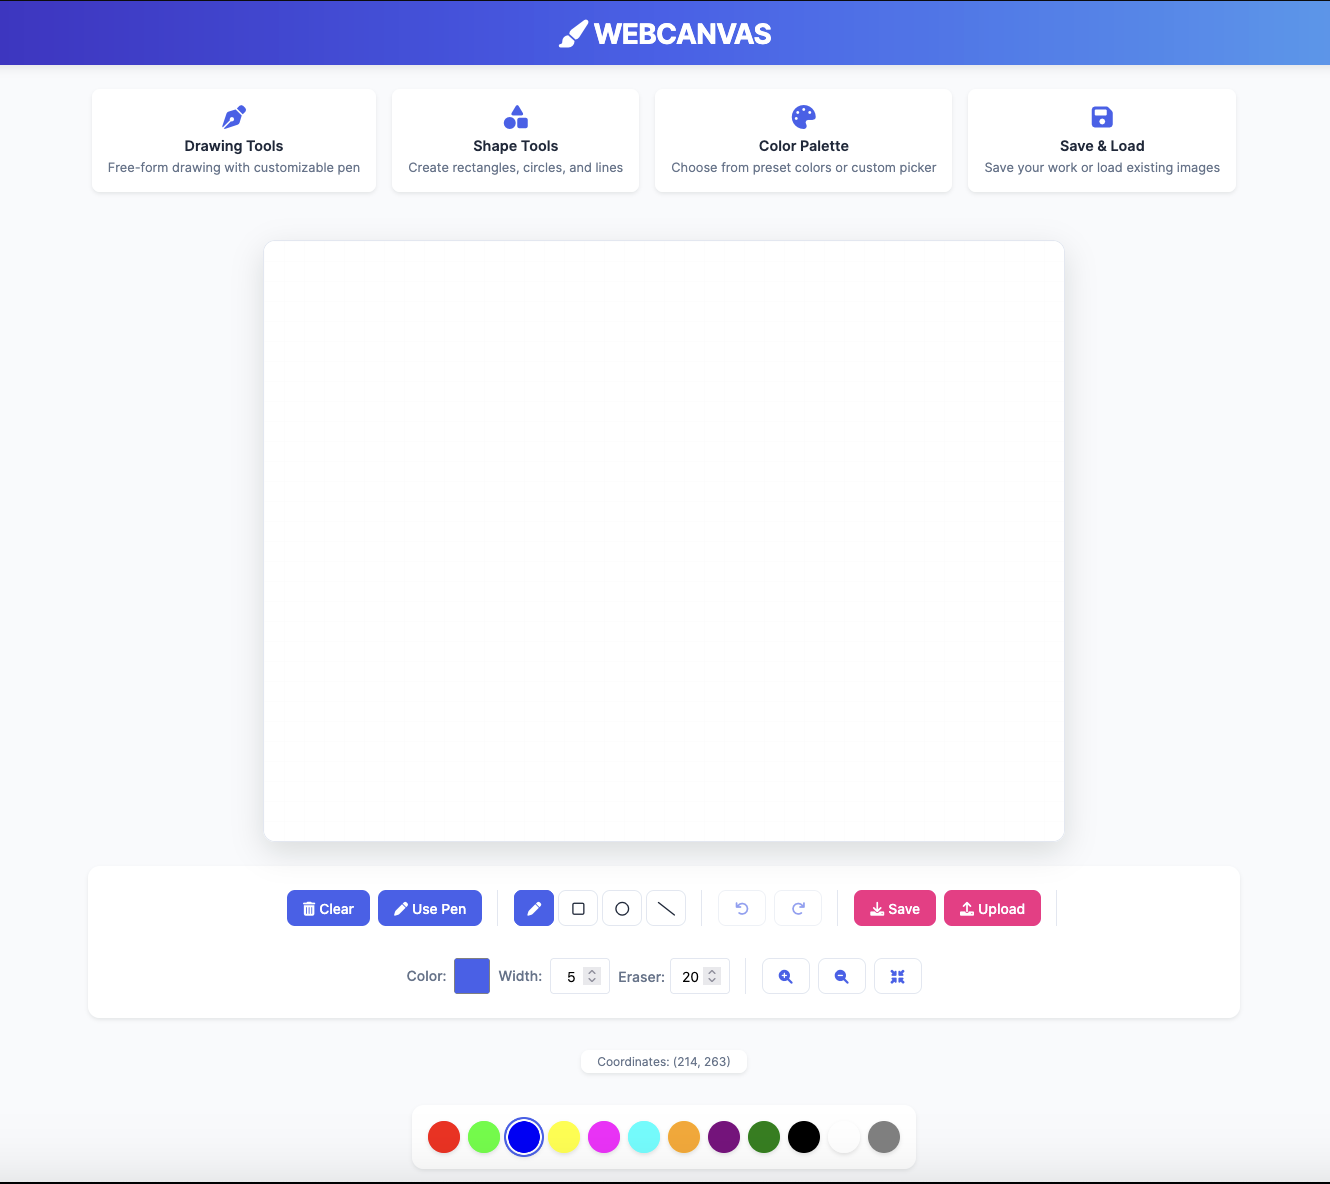 WEBCANVAS
Drawing Tools
Free-form drawing with customizable pen
Shape Tools
Create rectangles, circles, and lines
Color Palette
Choose from preset colors or custom picker
Save & Load
Save your work or load existing images
Clear
Use Pen
Save
Upload
Color:
Width:
5
Eraser:
20
Coordinates: (214, 263)